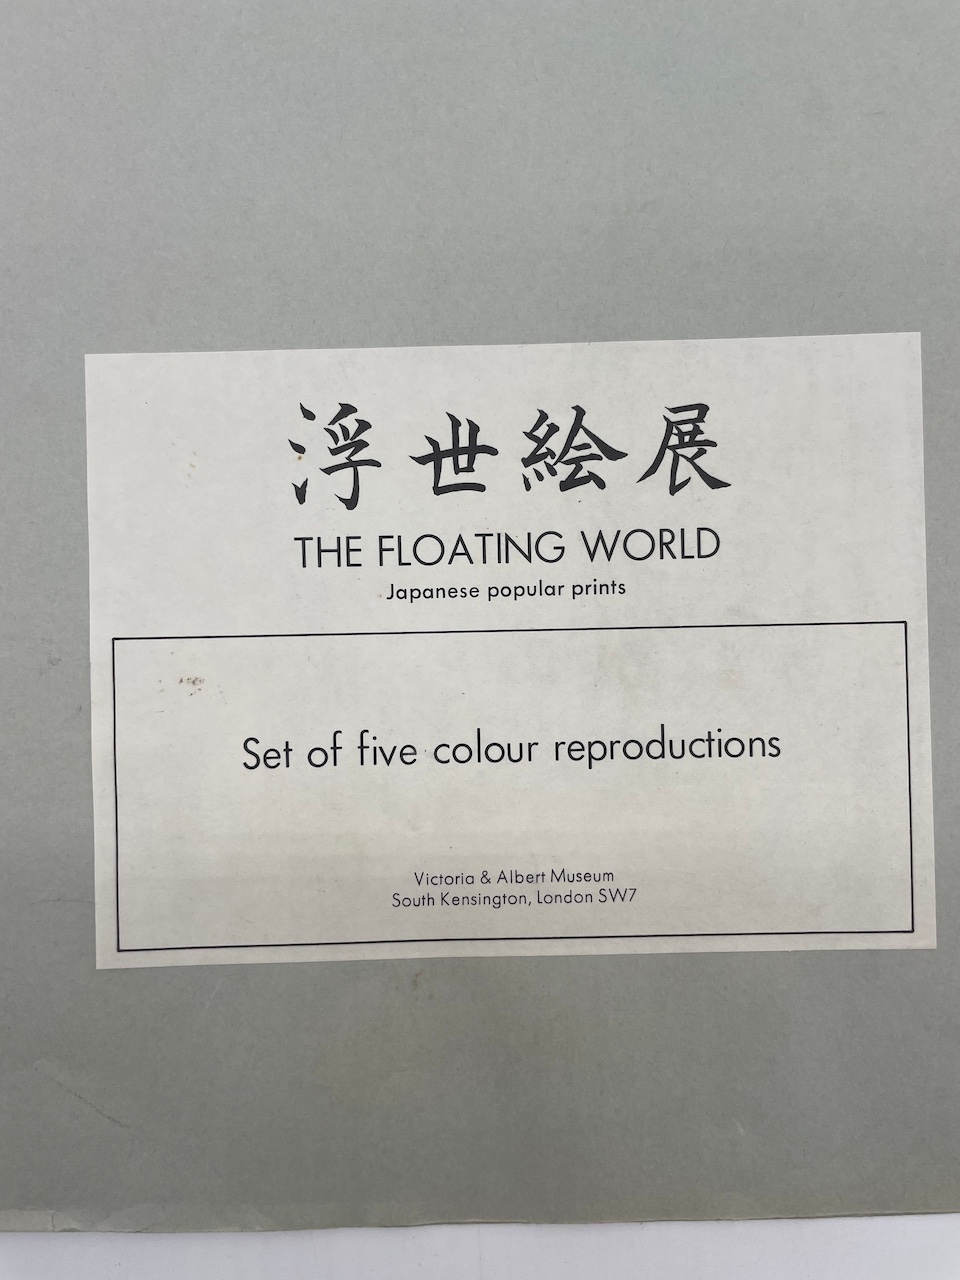 浮世絵展
THE FLOATING WORLD
Japanese popular prints
Set of five colour reproductions
Victoria & Albert Museum
South Kensington, London SW7